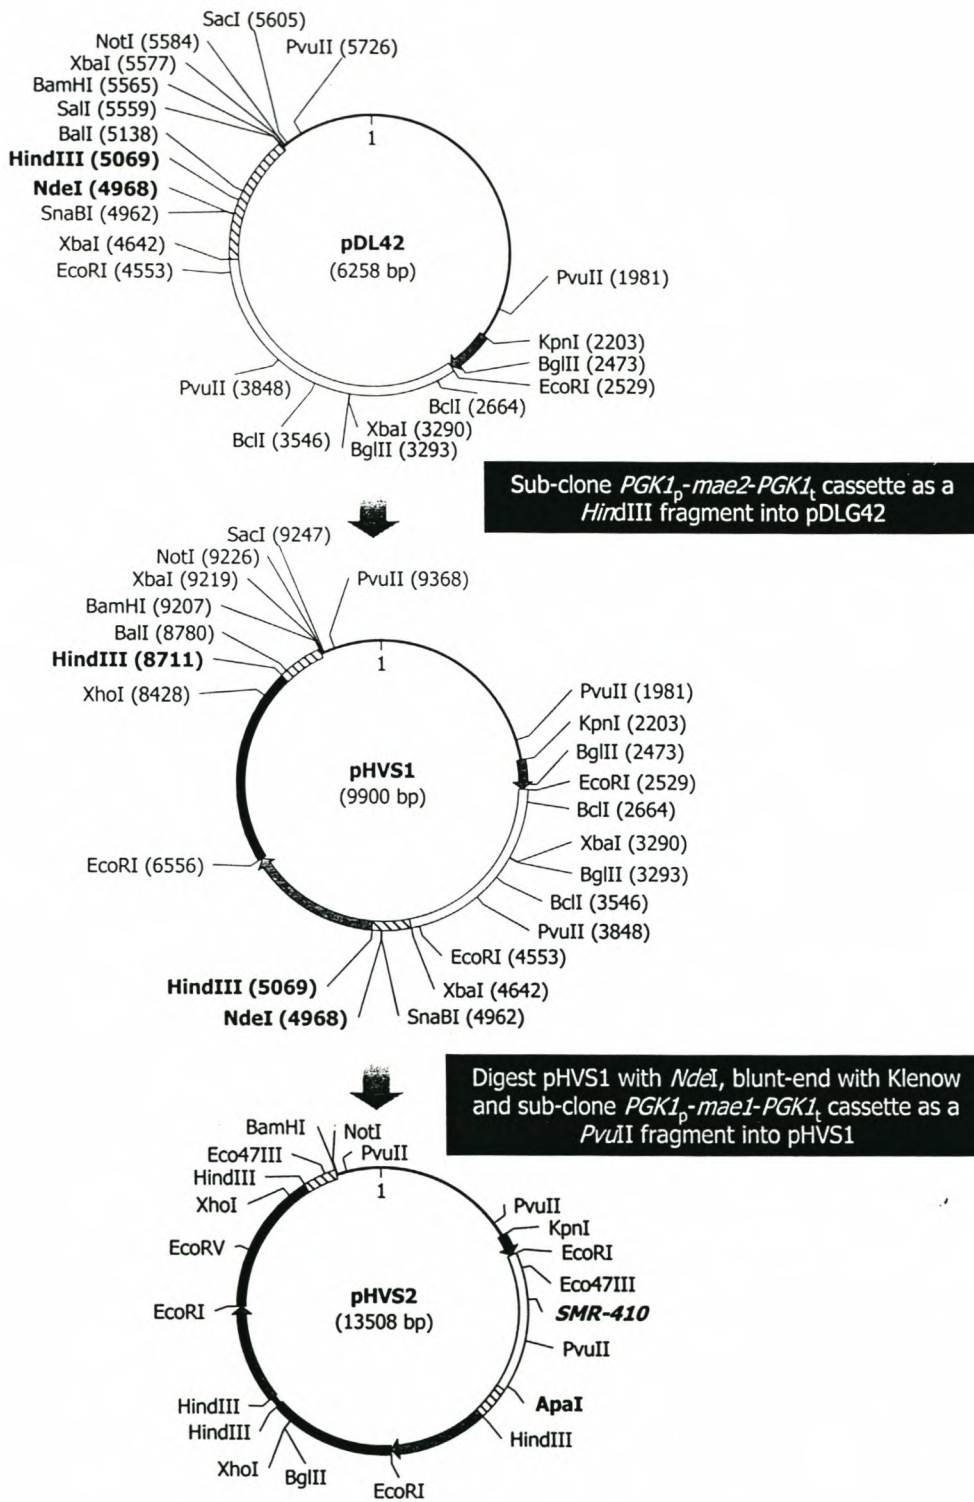 SacI (5605)
NotI (5584)
PvuII (5726)
XbaI (5577)
BamHI (5565)
SalI (5559)
BalI (5138)
HindIII (5069)
NdeI (4968)
SnaBI (4962)
XbaI (4642)
EcoRI (4553)
1
pDL42
(6258 bp)
PvuII (1981)
KpnI (2203)
BglII (2473)
EcoRI (2529)
BclI (2664)
PvuII (3848)
XbaI (3290)
BclI (3546)
BglII (3293)
Sub-clone PGK1p-mae2-PGK1t cassette as a
HindIII fragment into pDLG42
SacI (9247)
NotI (9226)
XbaI (9219)
PvuII (9368)
BamHI (9207)
BalI (8780)
HindIII (8711)
XhoI (8428)
1
pHVS1
(9900 bp)
PvuII (1981)
KpnI (2203)
BglII (2473)
EcoRI (2529)
BclI (2664)
XbaI (3290)
BglII (3293)
BclI (3546)
PvuII (3848)
EcoRI (6556)
EcoRI (4553)
HindIII (5069)
XbaI (4642)
NdeI (4968)
SnaBI (4962)
Digest pHVS1 with NdeI, blunt-end with Klenow
and sub-clone PGK1p-mae1-PGK1t cassette as a
PvuII fragment into pHVS1
BamHI
NotI
Eco47III
PvuII
HindIII
XhoI
EcoRV
EcoRI
1
pHVS2
(13508 bp)
PvuII
KpnI
EcoRI
Eco47III
SMR-410
PvuII
ApaI
HindIII
HindIII
HindIII
XhoI
BglII
EcoRI